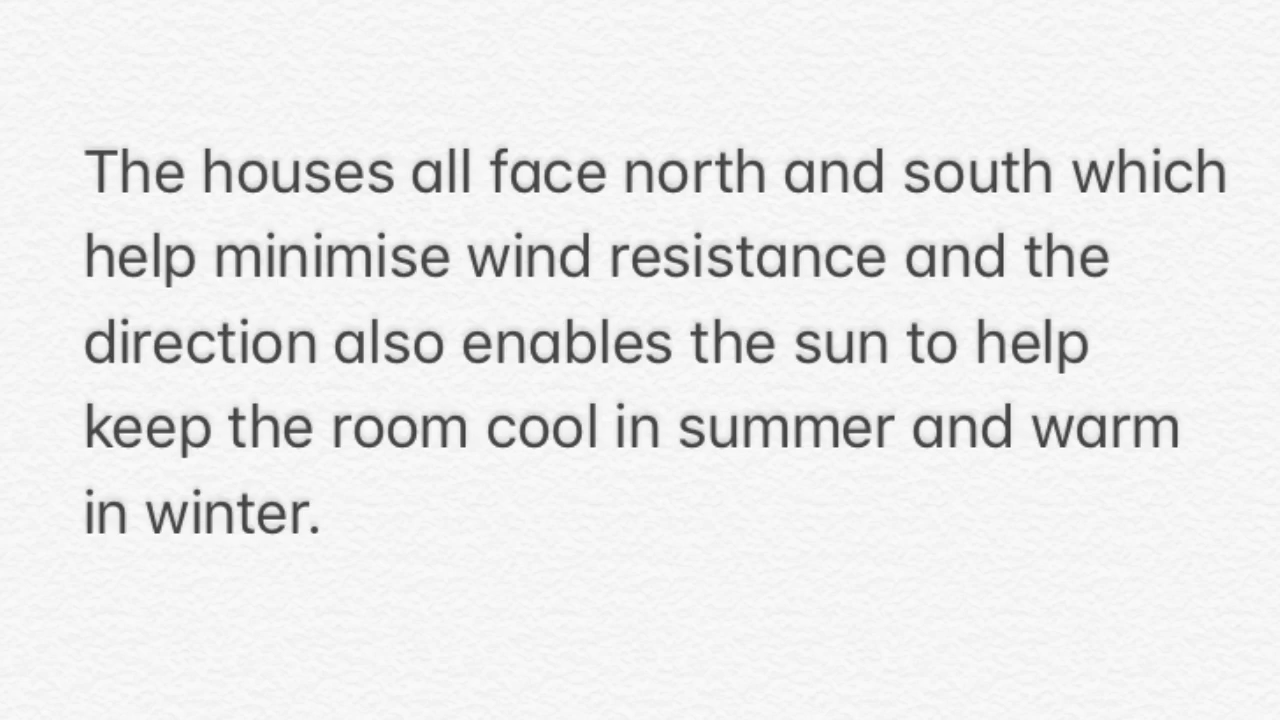 The houses all face north and south which
help minimise wind resistance and the
direction also enables the sun to help
keep the room cool in summer and warm
in winter.